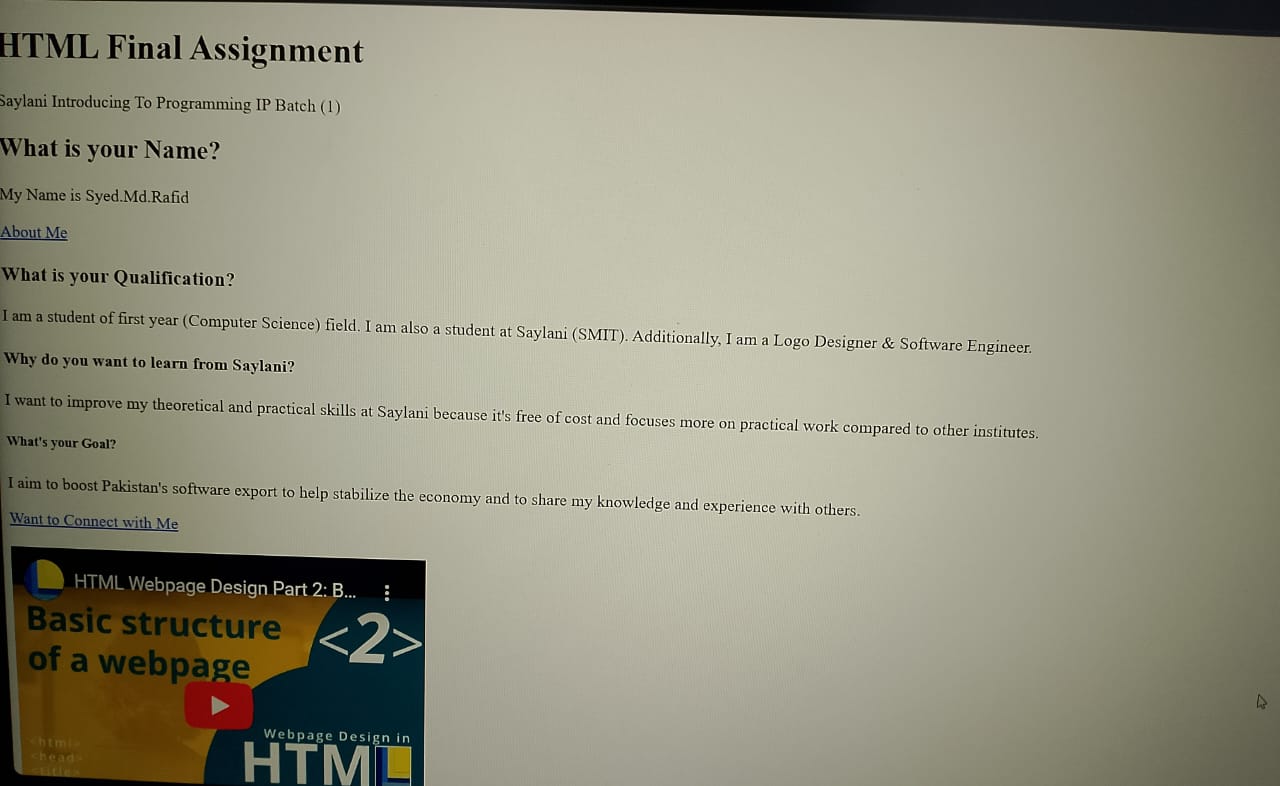 HTML Final Assignment
Saylani Introducing To Programming IP Batch (1)
What is your Name?
My Name is Syed.Md.Rafid
About Me
What is your Qualification?
I am a student of first year (Computer Science) field. I am also a student at Saylani (SMIT). Additionally, I am a Logo Designer & Software Engineer.
Why do you want to learn from Saylani?
I want to improve my theoretical and practical skills at Saylani because it's free of cost and focuses more on practical work compared to other institutes.
What's your Goal?
I aim to boost Pakistan's software export to help stabilize the economy and to share my knowledge and experience with others.
Want to Connect with Me
HTML Webpage Design Part 2: B...
Basic structure
of a webpage
<2>
Webpage Design in
HTML
<html>
<head>
<title>